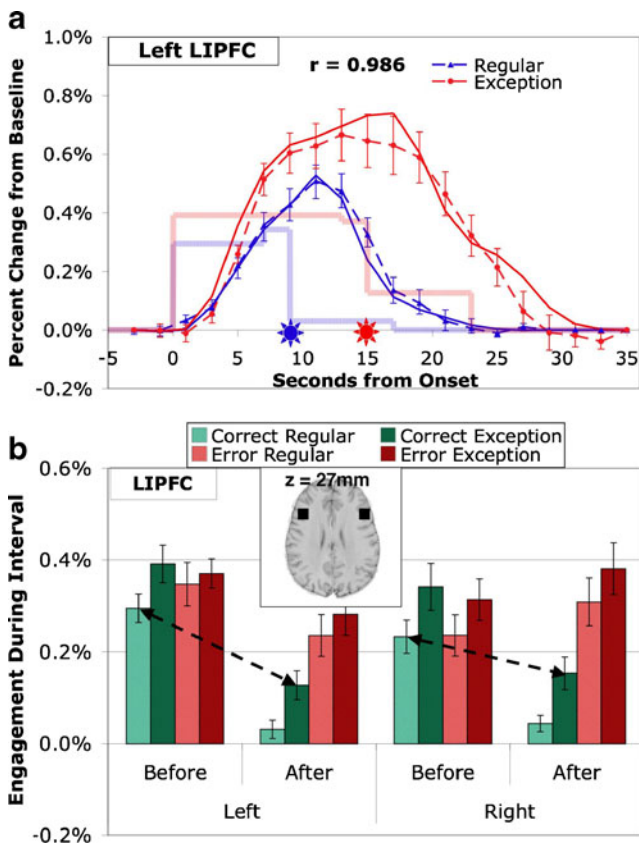 a
Left LIPFC
r = 0.986
Regular
Exception
Percent Change from Baseline
1.0%
0.8%
0.6%
0.4%
0.2%
0.0%
-0.2%
-5 0 5 10 15 20 25 30 35
Seconds from Onset
b
Correct Regular Correct Exception
Error Regular Error Exception
LIPFC
z = 27mm
Engagement During Interval
0.6%
0.4%
0.2%
0.0%
-0.2%
Before After Before After
Left Right